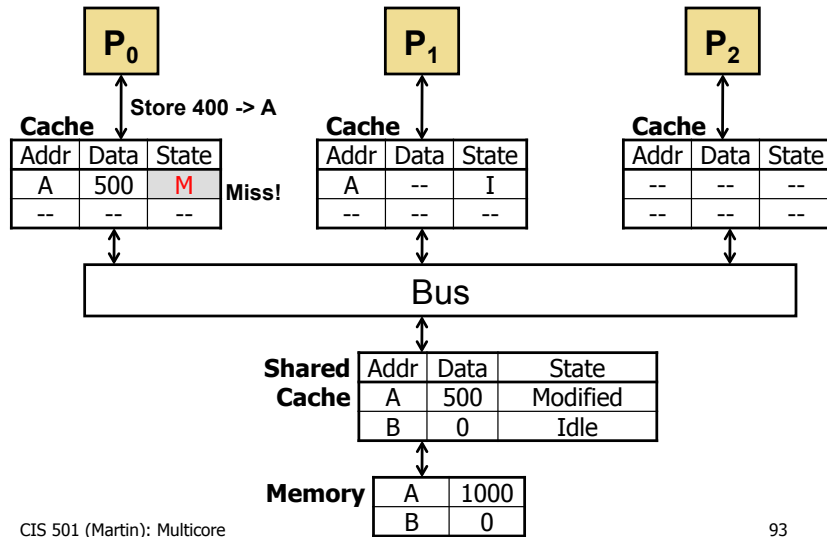 P0 P1 P2
Store 400 -> A
Cache Cache Cache
Addr Data State Addr Data State Addr Data State
A 500 M Miss! A -- I -- -- --
-- -- -- -- -- -- -- -- --
Bus
Shared Addr Data State
Cache A 500 Modified
B 0 Idle
Memory A 1000
B 0
CIS 501 (Martin): Multicore 93